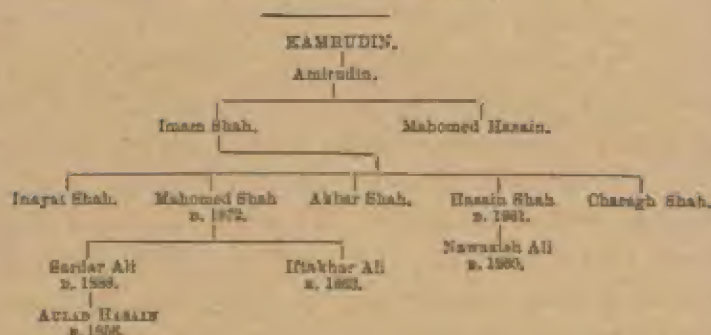 KAMRUDIN.
Amirudin.
Imam Shah. Mahomed Hasain.
Inayat Shah. Mahomed Shah Akbar Shah. Hasain Shah Charagh Shah.
Sardar Ali Iftakhar Ali Nawazish Ali
AULAD HASAIN